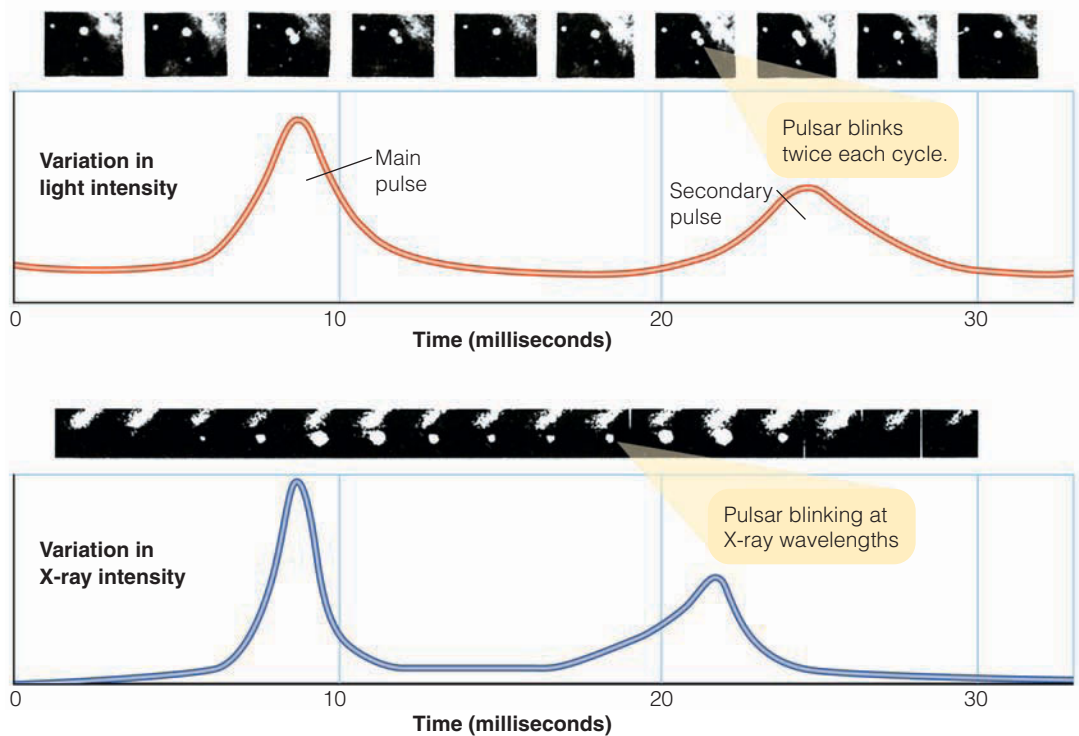 Pulsar blinks
twice each cycle.
Variation in
light intensity
Main
pulse
Secondary
pulse
0
10
20
30
Time (milliseconds)
Pulsar blinking at
X-ray wavelengths
Variation in
X-ray intensity
0
10
20
30
Time (milliseconds)